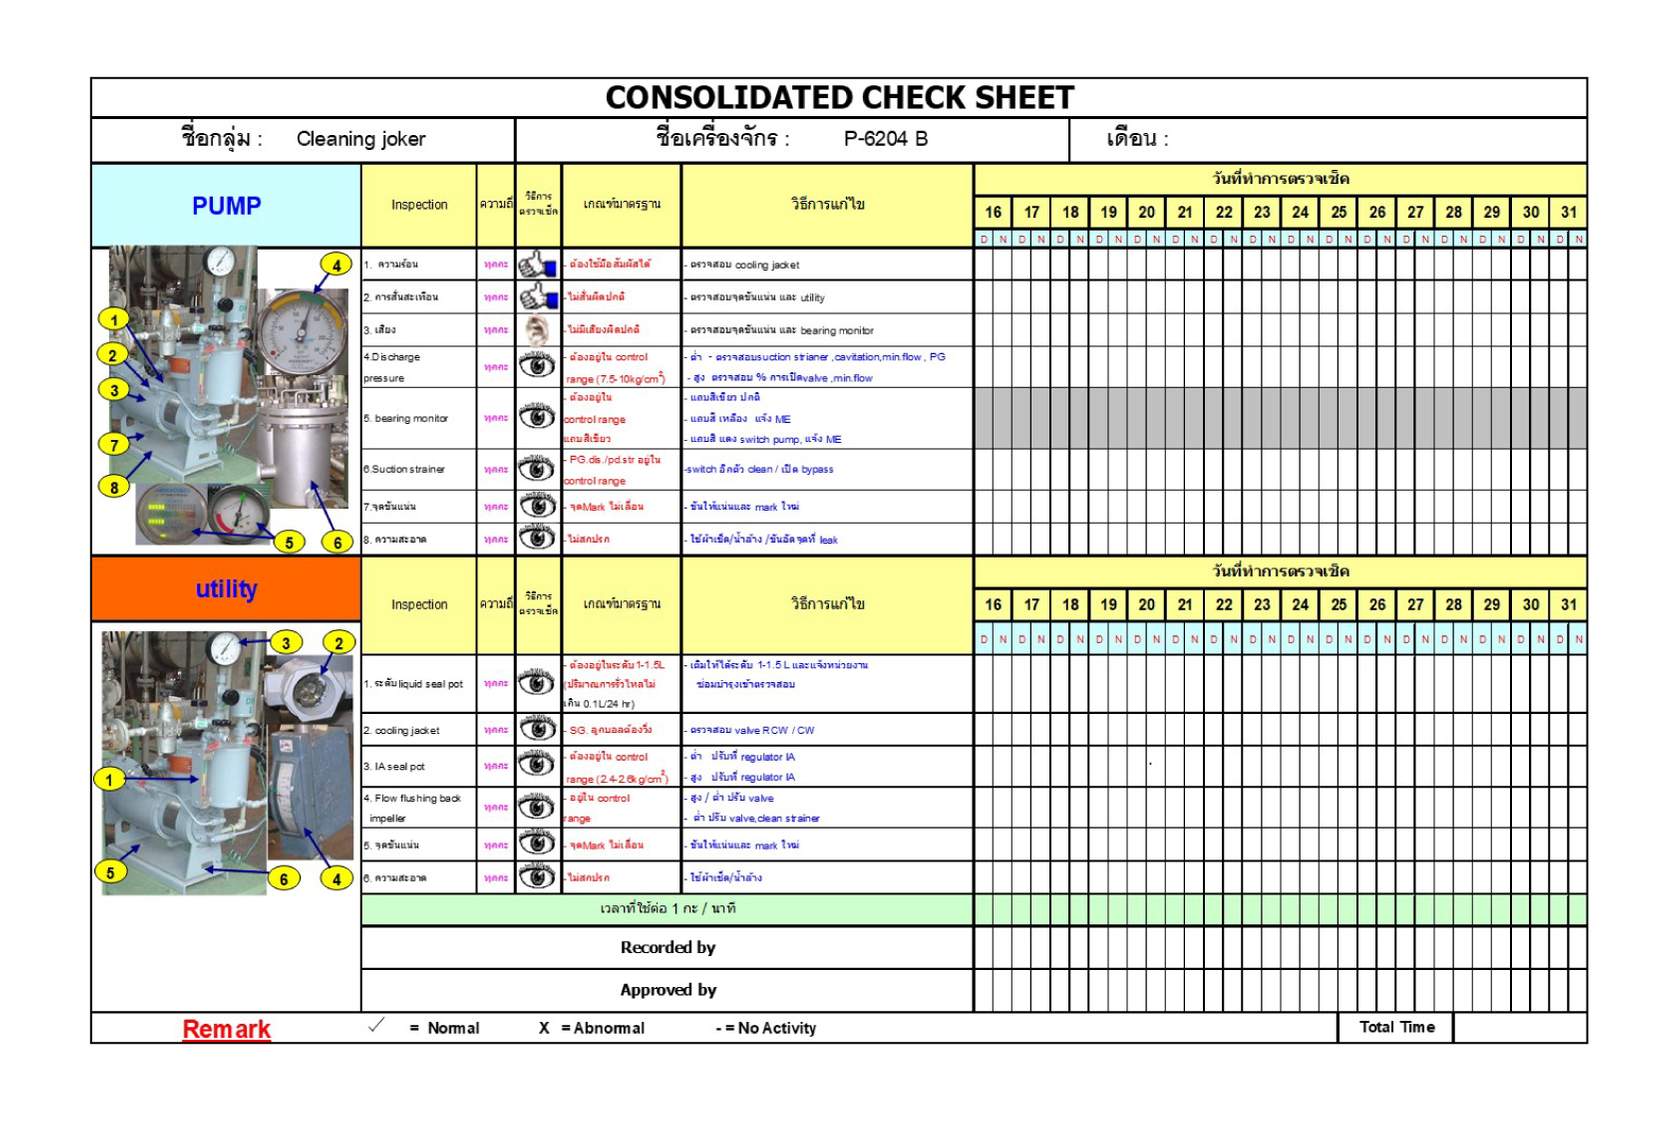 CONSOLIDATED CHECK SHEET
ชื่อกลุ่ม : Cleaning joker
ชื่อเครื่องจักร : P-6204 B
เดือน :
PUMP
Inspection
ความถี่
วิธีการ
ตรวจเช็ค
เกณฑ์มาตรฐาน
วิธีการแก้ไข
วันที่ทำการตรวจเช็ค
16 17 18 19 20 21 22 23 24 25 26 27 28 29 30 31
D N D N D N D N D N D N D N D N D N D N D N D N D N D N D N D N
1. ความร้อน ทุกกะ - ต้องใช้มือสัมผัสได้ - ตรวจสอบ cooling jacket
2. การสั่นสะเทือน ทุกกะ - ไม่สั่นผิดปกติ - ตรวจสอบจุดขันแน่น และ utility
3. เสียง ทุกกะ - ไม่มีเสียงผิดปกติ - ตรวจสอบจุดขันแน่น และ bearing monitor
4.Discharge
pressure
ทุกกะ
- ต้องอยู่ใน control
range (7.5-10kg/cm2)
- ต่ำ - ตรวจสอบsuction strianer ,cavitation,min.flow , PG
- สูง ตรวจสอบ % การเปิดvalve ,min.flow
5. bearing monitor
ทุกกะ
- ต้องอยู่ใน
control range
แถบสีเขียว
- แถบสีเขียว ปกติ
- แถบสี เหลือง แจ้ง ME
- แถบสี แดง switch pump, แจ้ง ME
6.Suction strainer
ทุกกะ
- PG.dis./pd.str อยู่ใน
control range
-switch อีกตัว clean / เปิด bypass
7.จุดขันแน่น ทุกกะ - จุดMark ไม่เลื่อน - ขันให้แน่นและ mark ใหม่
8. ความสะอาด ทุกกะ - ไม่สกปรก - ใช้ผ้าเช็ด/น้ำล้าง /ขันอัดจุดที่ leak
4
1
2
3
7
8
5
6
utility
Inspection
ความถี่
วิธีการ
ตรวจเช็ค
เกณฑ์มาตรฐาน
วิธีการแก้ไข
วันที่ทำการตรวจเช็ค
16 17 18 19 20 21 22 23 24 25 26 27 28 29 30 31
D N D N D N D N D N D N D N D N D N D N D N D N D N D N D N D N
1. ระดับliquid seal pot
ทุกกะ
- ต้องอยู่ในระดับ1-1.5L
(ปริมาณการรั่วไหลไม่
เกิน 0.1L/24 hr)
- เติมให้ได้ระดับ 1-1.5 L และแจ้งหน่วยงาน
ซ่อมบำรุงเข้าตรวจสอบ
2. cooling jacket ทุกกะ - SG. ลูกบอลต้องวิ่ง - ตรวจสอบ valve RCW / CW
3. IA seal pot
ทุกกะ
- ต้องอยู่ใน control
range (2.4-2.6kg/cm2)
- ต่ำ ปรับที่ regulator IA
- สูง ปรับที่ regulator IA
4. Flow flushing back
impeller
ทุกกะ
- อยู่ใน control
range
- สูง / ต่ำ ปรับ valve
- ต่ำ ปรับ valve,clean strainer
5. จุดขันแน่น ทุกกะ - จุดMark ไม่เลื่อน - ขันให้แน่นและ mark ใหม่
6. ความสะอาด ทุกกะ - ไม่สกปรก - ใช้ผ้าเช็ด/น้ำล้าง
3
2
1
5
6
4
เวลาที่ใช้ต่อ 1 กะ / นาที
Recorded by
Approved by
Remark
✓ = Normal X = Abnormal - = No Activity
Total Time